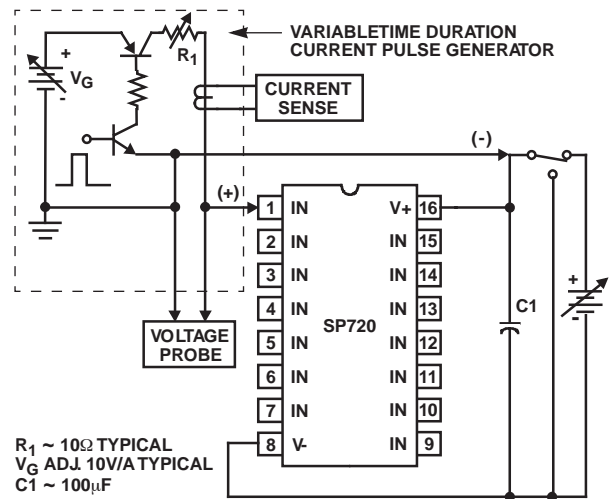 VARIABLETIME DURATION
CURRENT PULSE GENERATOR
+
R1
VG
-
CURRENT
SENSE
(-)
(+)
1 IN V+ 16
2 IN IN 15
3 IN IN 14
4 IN IN 13
5 IN IN 12
6 IN IN 11
7 IN IN 10
8 V- IN 9
SP720
C1
+
-
VOLTAGE
PROBE
R1 ~ 10Ω TYPICAL
VG ADJ. 10V/A TYPICAL
C1 ~ 100μF